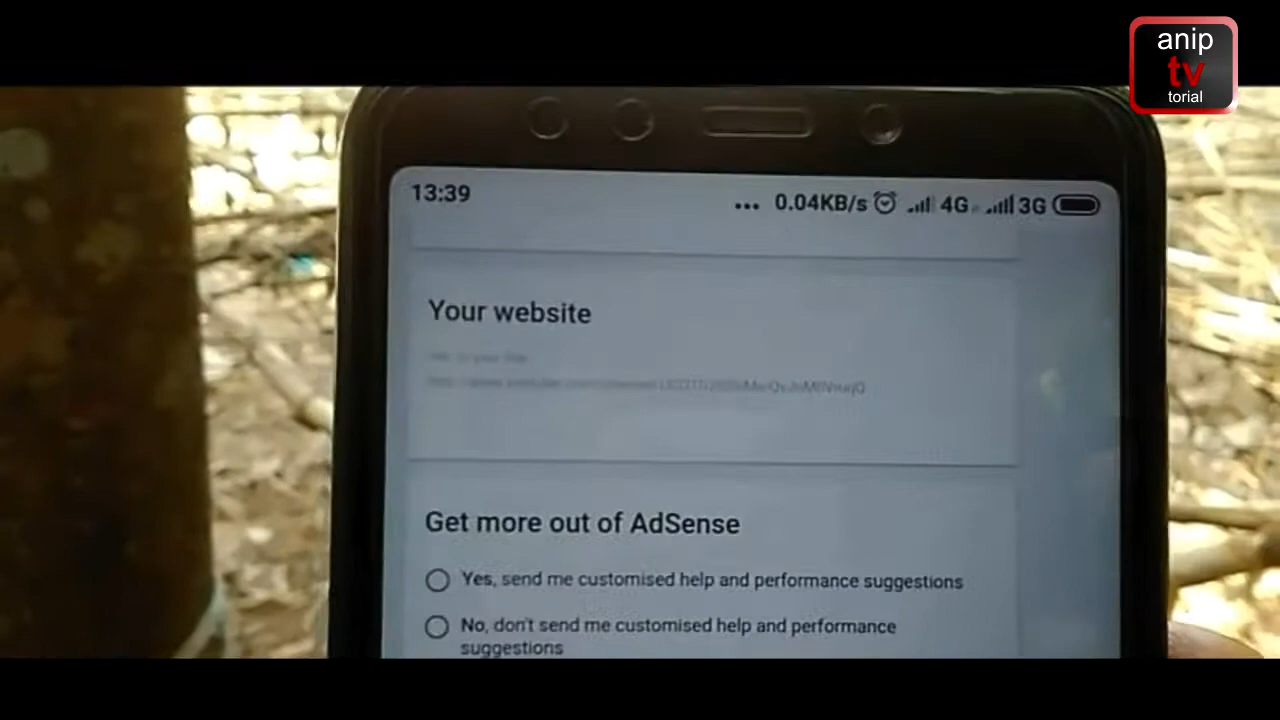 anip
tv
torial
13:39
... 0.04KB/s 4G 3G
Your website
Get more out of AdSense
Yes, send me customised help and performance suggestions
No, don't send me customised help and performance
suggestions